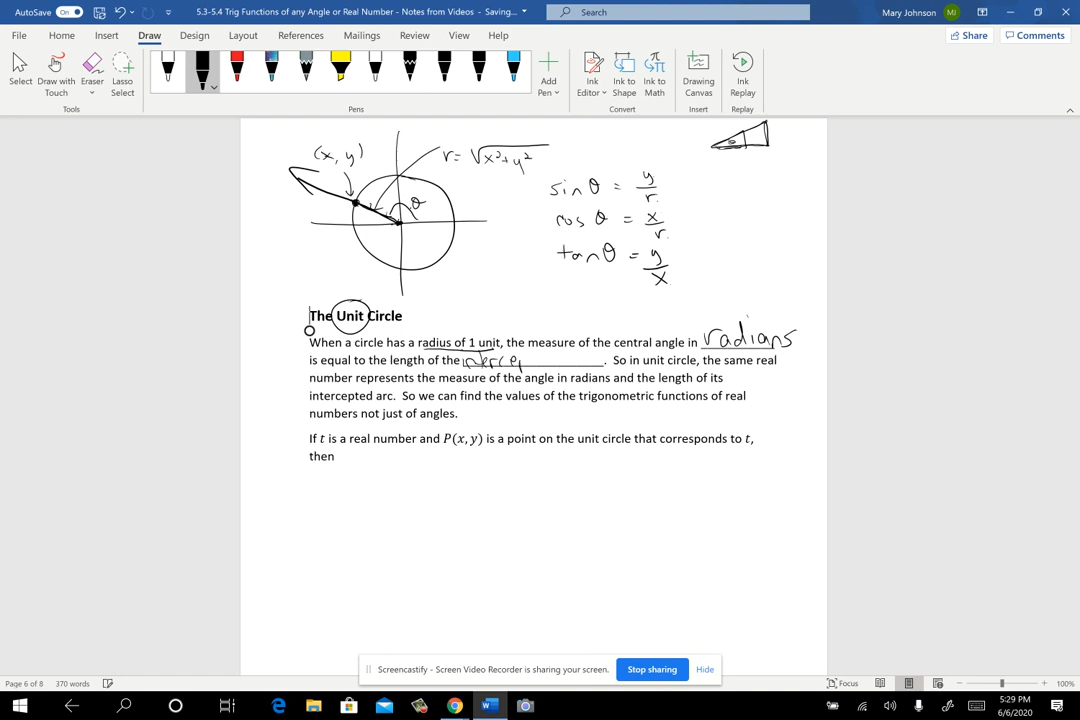 AutoSave On 5.3-5.4 Trig Functions of any Angle or Real Number - Notes from Videos - Saving... Search Mary Johnson MJ
File Home Insert Draw Design Layout References Mailings Review View Help Share Comments
Select Draw with Touch Eraser Lasso Select Add Pen Ink Editor Ink to Shape Ink to Math Drawing Canvas Ink Replay
Tools Pens Convert Insert Replay
(x, y) r = √x²+y²
θ
sin θ = y/r
cos θ = x/r
tan θ = y/x
The Unit Circle
When a circle has a radius of 1 unit, the measure of the central angle in radians
is equal to the length of the intercep____________. So in unit circle, the same real
number represents the measure of the angle in radians and the length of its
intercepted arc. So we can find the values of the trigonometric functions of real
numbers not just of angles.
If t is a real number and P(x, y) is a point on the unit circle that corresponds to t,
then
Screencastify - Screen Video Recorder is sharing your screen. Stop sharing Hide
Page 6 of 8 370 words Focus 100%
5:29 PM
6/6/2020